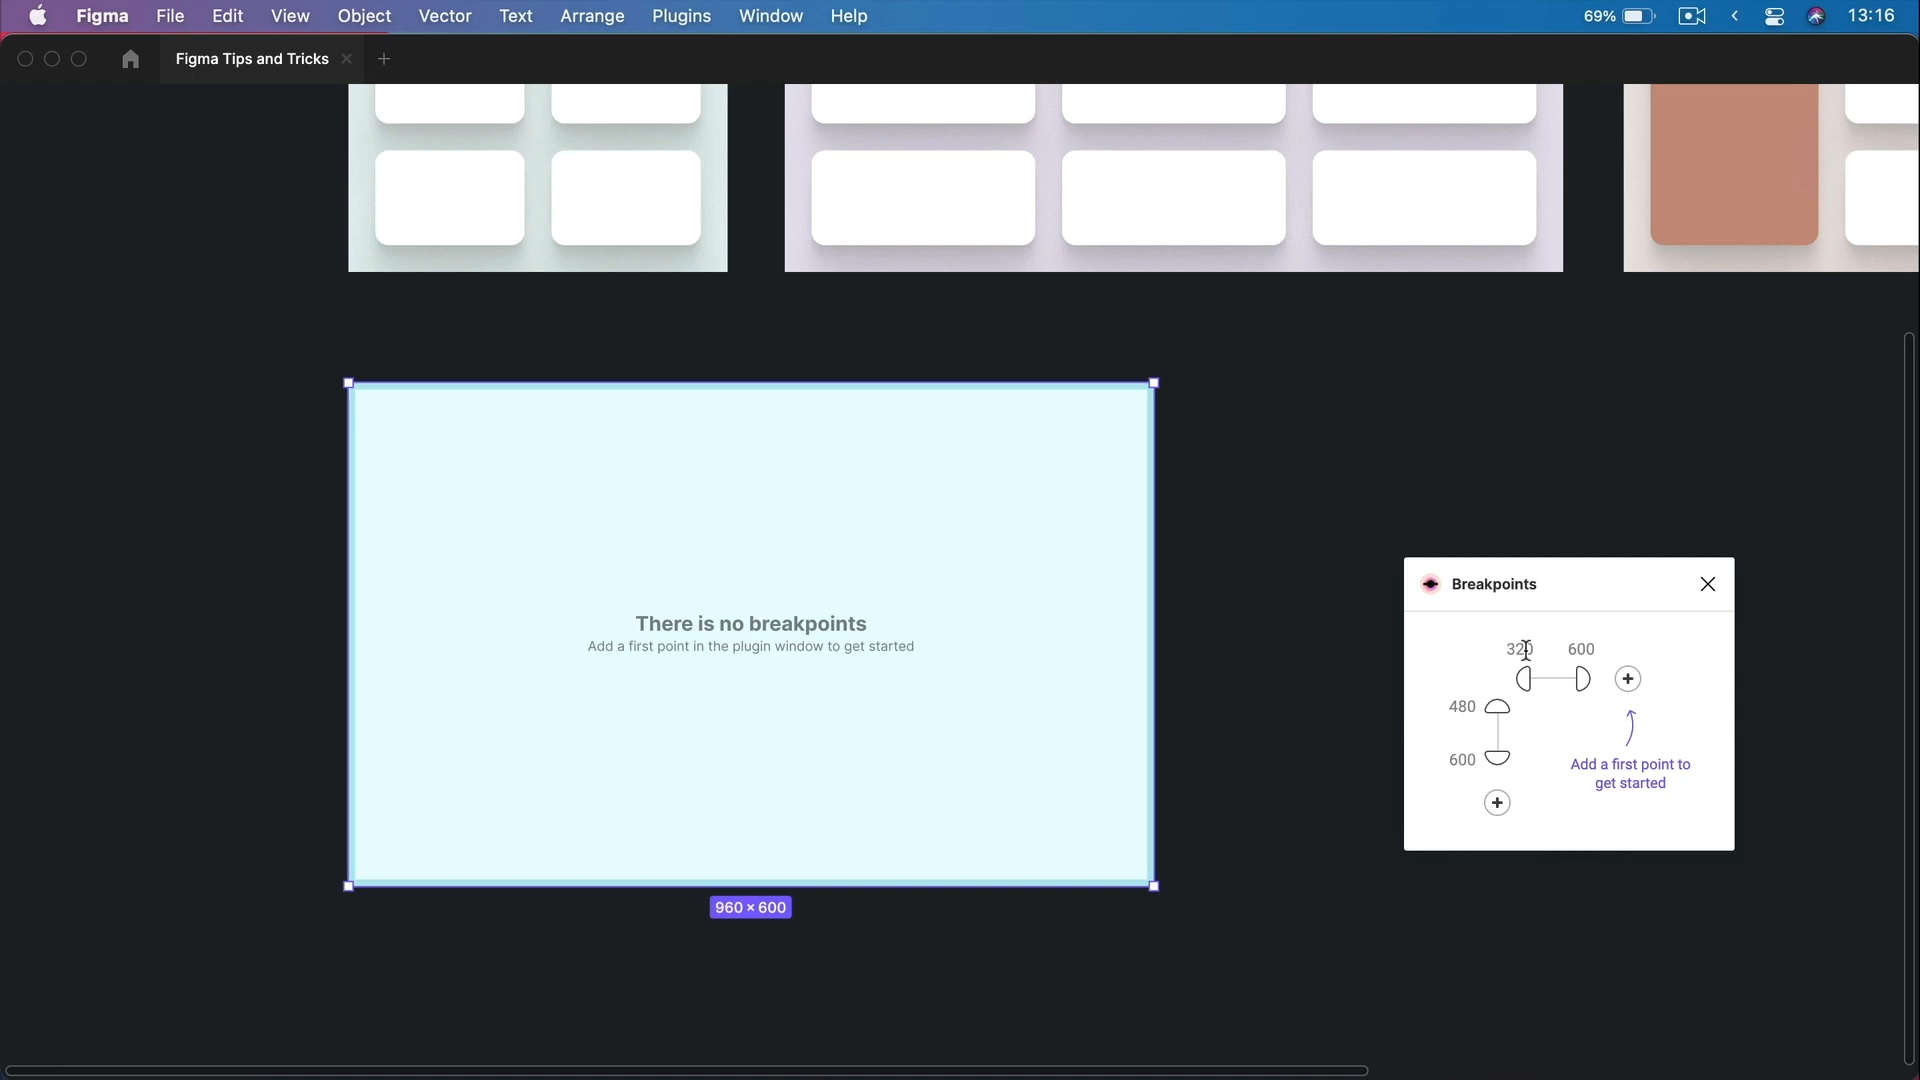 Figma File Edit View Object Vector Text Arrange Plugins Window Help 69% 13:16
Figma Tips and Tricks
There is no breakpoints
Add a first point in the plugin window to get started
960 × 600
Breakpoints
320 600
480
600
Add a first point to
get started